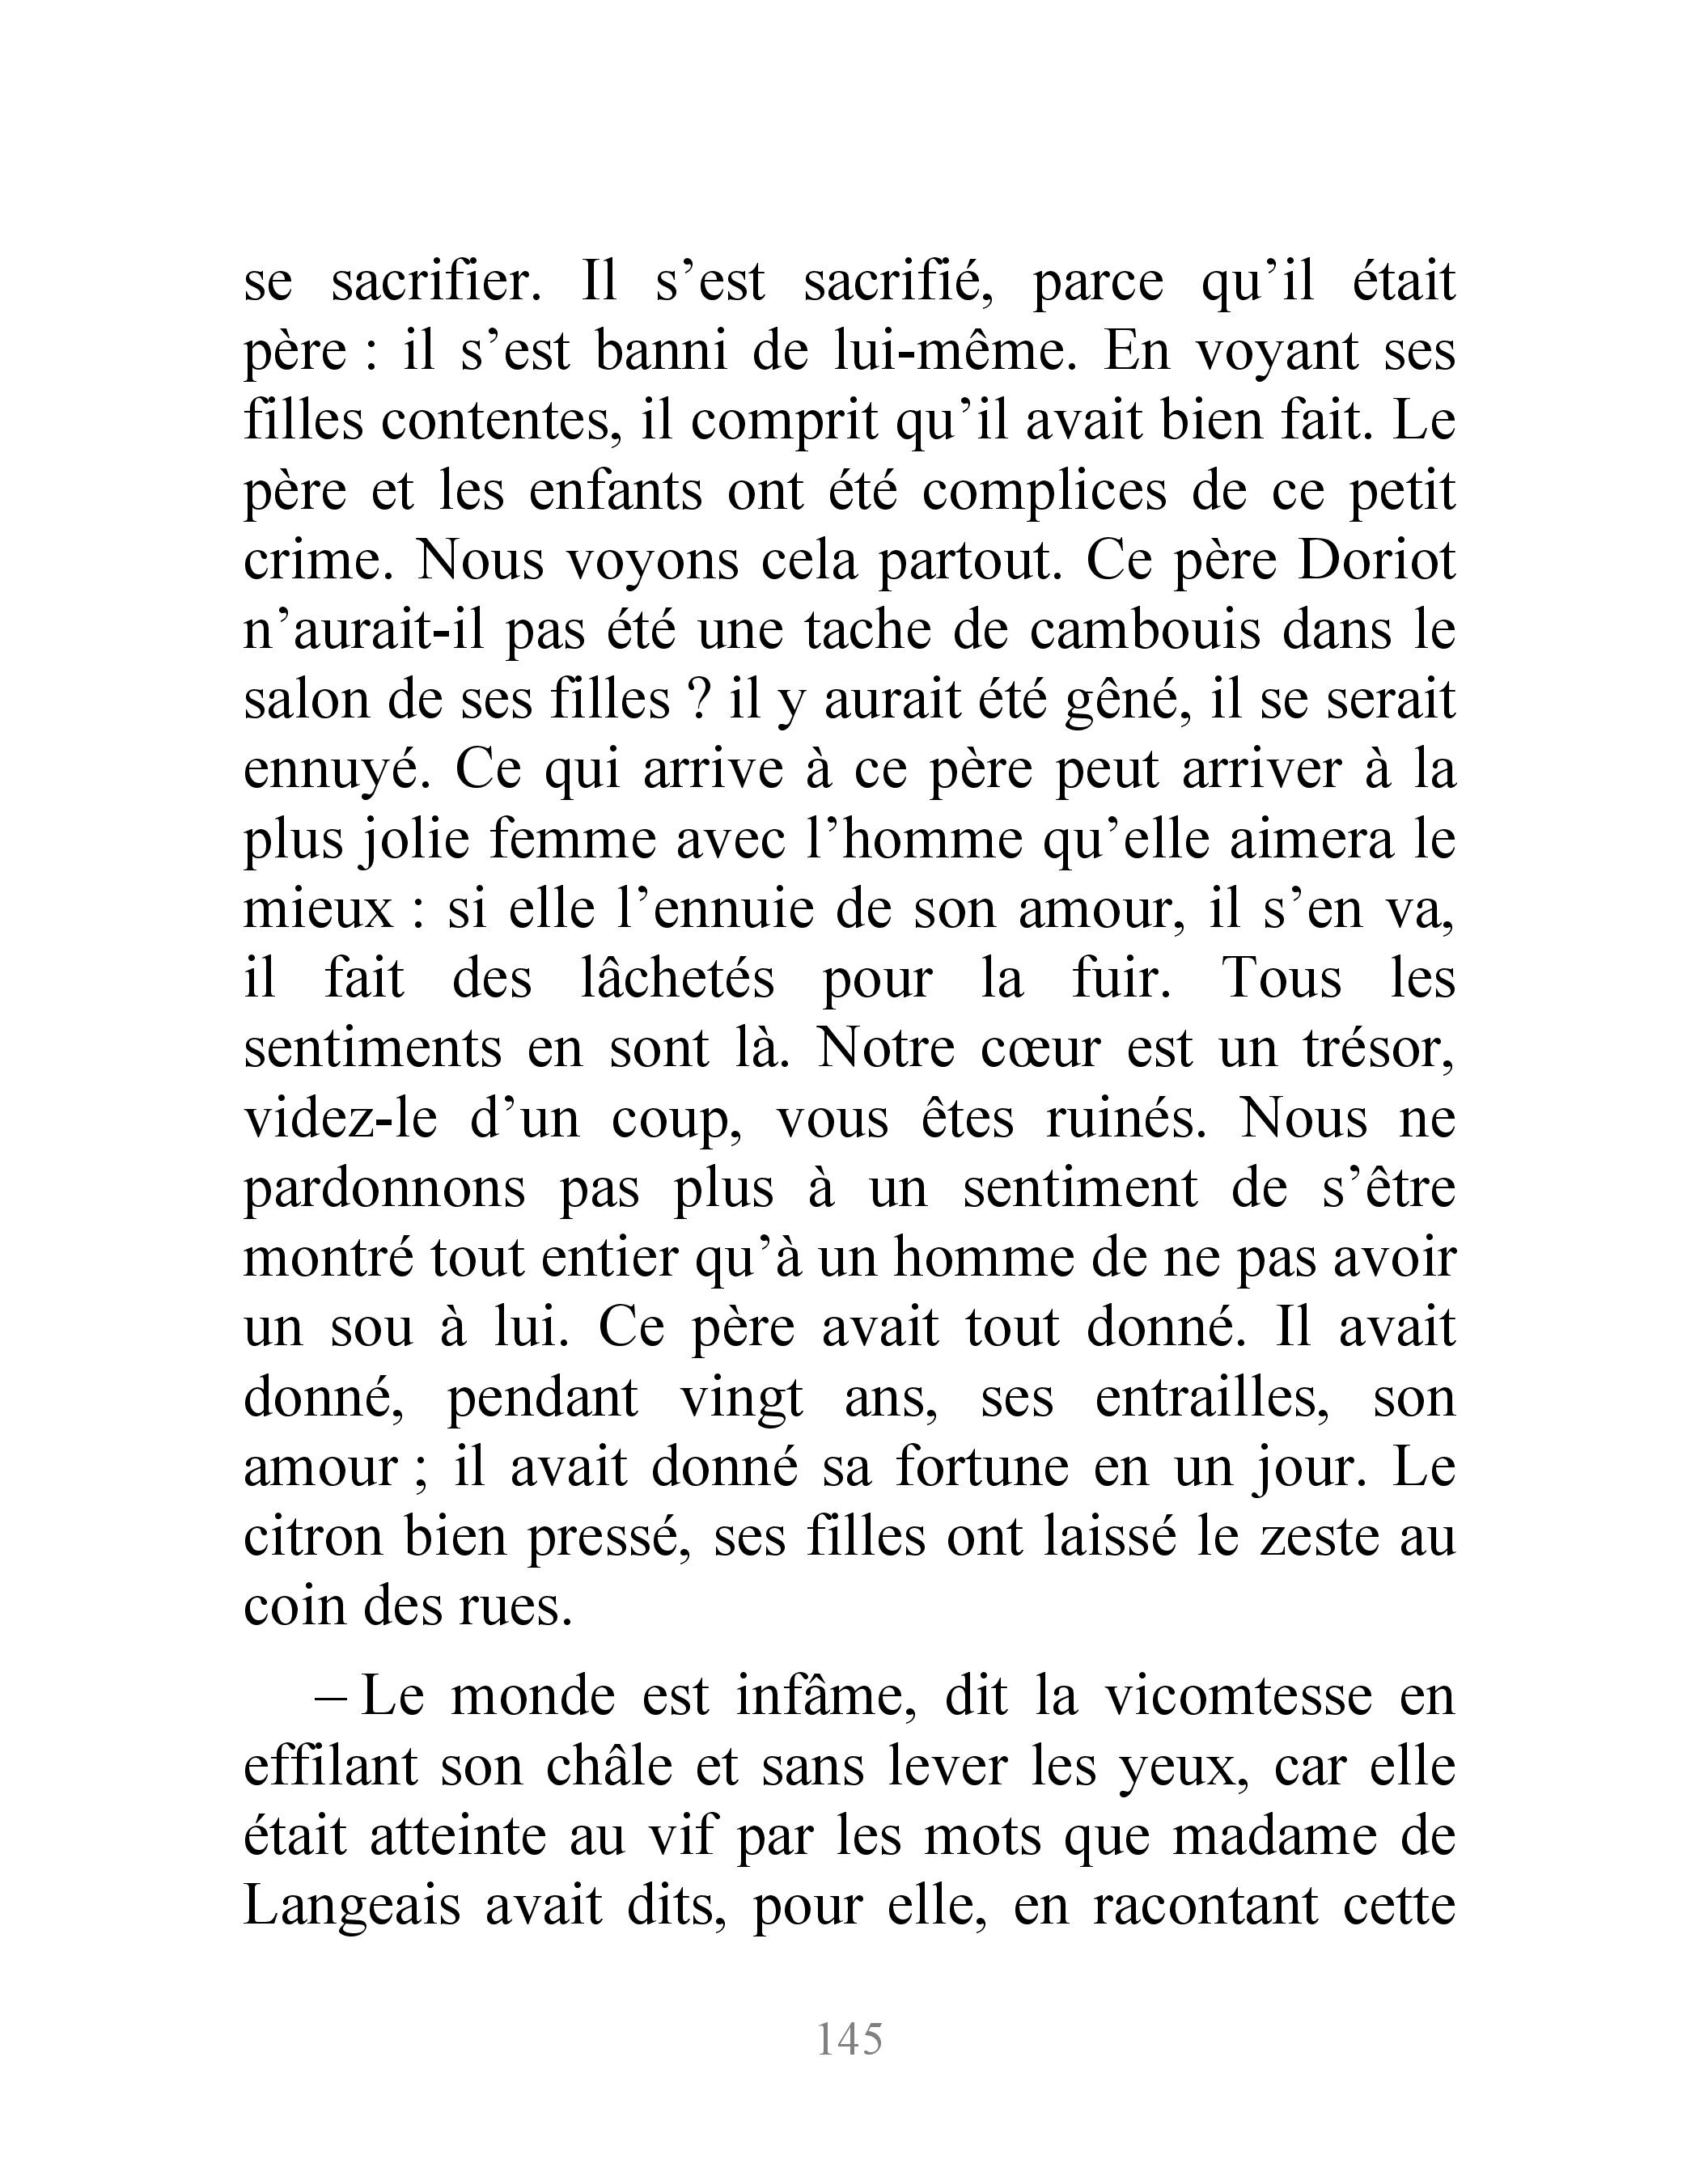 se sacrifier. Il s’est sacrifié, parce qu’il était
père : il s’est banni de lui-même. En voyant ses
filles contentes, il comprit qu’il avait bien fait. Le
père et les enfants ont été complices de ce petit
crime. Nous voyons cela partout. Ce père Doriot
n’aurait-il pas été une tache de cambouis dans le
salon de ses filles ? il y aurait été gêné, il se serait
ennuyé. Ce qui arrive à ce père peut arriver à la
plus jolie femme avec l’homme qu’elle aimera le
mieux : si elle l’ennuie de son amour, il s’en va,
il fait des lâchetés pour la fuir. Tous les
sentiments en sont là. Notre cœur est un trésor,
videz-le d’un coup, vous êtes ruinés. Nous ne
pardonnons pas plus à un sentiment de s’être
montré tout entier qu’à un homme de ne pas avoir
un sou à lui. Ce père avait tout donné. Il avait
donné, pendant vingt ans, ses entrailles, son
amour ; il avait donné sa fortune en un jour. Le
citron bien pressé, ses filles ont laissé le zeste au
coin des rues.
– Le monde est infâme, dit la vicomtesse en
effilant son châle et sans lever les yeux, car elle
était atteinte au vif par les mots que madame de
Langeais avait dits, pour elle, en racontant cette
145